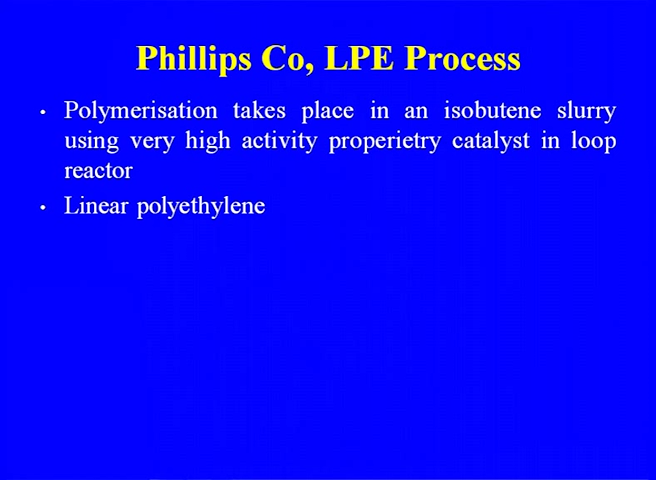 Phillips Co, LPE Process
• Polymerisation takes place in an isobutene slurry
using very high activity properietry catalyst in loop
reactor
• Linear polyethylene